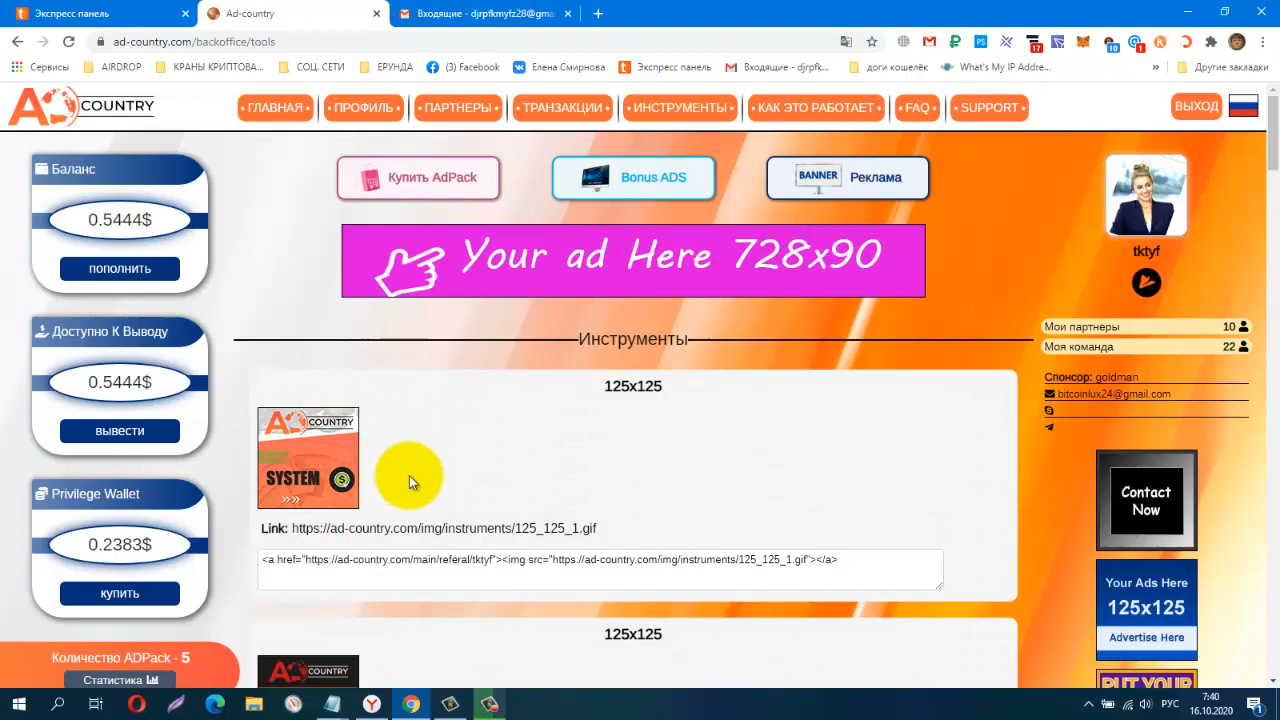 Экспресс панель
Ad-country
Входящие - djrpfkmyfz28@gmai
ad-country.com/backoffice/tools
17
10
1
Сервисы
AIRDROP
КРАНЫ КРИПТОВА...
СОЦ. СЕТИ
ЕРУНДА
(3) Facebook
Елена Смирнова
Экспресс панель
Входящие - djrpfk...
доги кошелёк
What's My IP Addre...
»
Другие закладки
AD COUNTRY
• ГЛАВНАЯ •
• ПРОФИЛЬ •
• ПАРТНЕРЫ •
• ТРАНЗАКЦИИ •
• ИНСТРУМЕНТЫ •
• КАК ЭТО РАБОТАЕТ •
• FAQ •
• SUPPORT •
ВЫХОД
Баланс
0.5444$
пополнить
Доступно К Выводу
0.5444$
вывести
Privilege Wallet
0.2383$
купить
Количество ADPack - 5
Статистика
Купить AdPack
Bonus ADS
BANNER
Реклама
Your ad Here 728x90
Инструменты
125x125
AD COUNTRY
SYSTEM
Link: https://ad-country.com/img/instruments/125_125_1.gif
<a href="https://ad-country.com/main/referal/tktyf"><img src="https://ad-country.com/img/instruments/125_125_1.gif"></a>
125x125
AD COUNTRY
tktyf
Мои партнеры 10
Моя команда 22
Спонсор: goldman
bitcoinlux24@gmail.com
Contact
Now
Your Ads Here
125x125
Advertise Here
PUT YOUR
РУС
7:40
16.10.2020
1